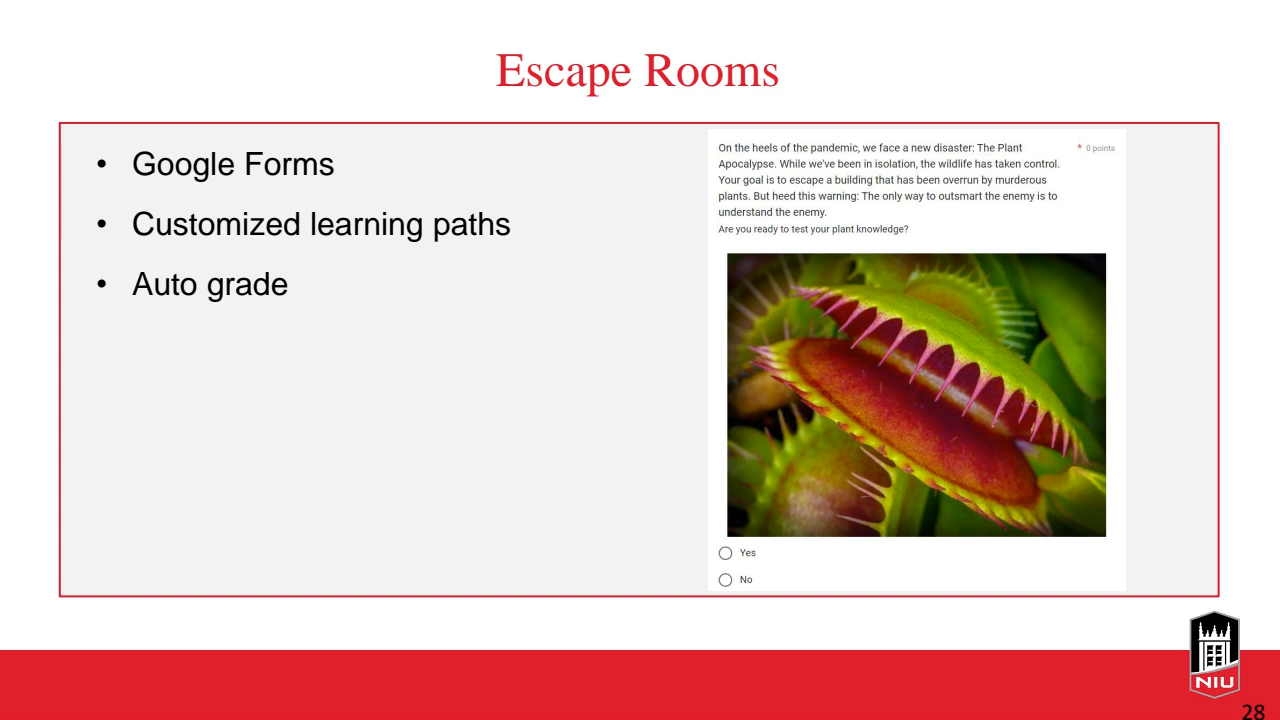 Escape Rooms
• Google Forms
• Customized learning paths
• Auto grade
On the heels of the pandemic, we face a new disaster: The Plant
* 0 points
Apocalypse. While we've been in isolation, the wildlife has taken control.
Your goal is to escape a building that has been overrun by murderous
plants. But heed this warning: The only way to outsmart the enemy is to
understand the enemy.
Are you ready to test your plant knowledge?
Yes
No
NIU
28